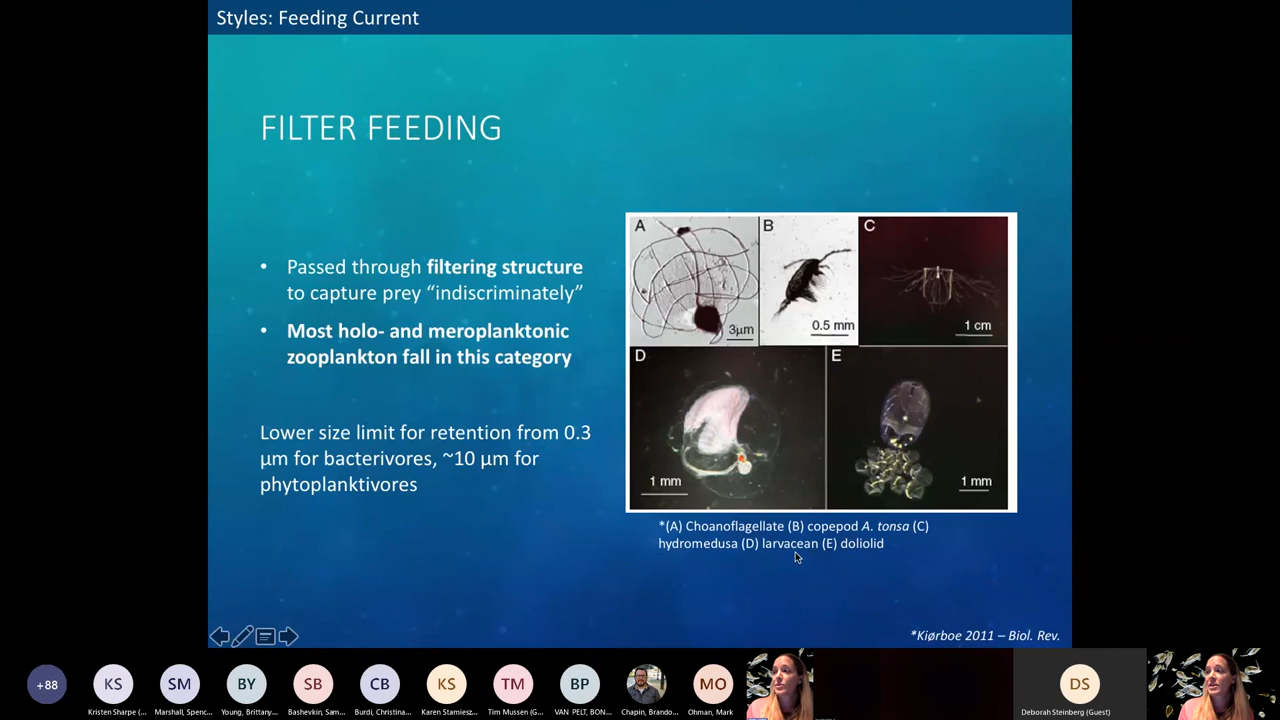 Styles: Feeding Current
FILTER FEEDING
• Passed through filtering structure
to capture prey “indiscriminately”
• Most holo- and meroplanktonic
zooplankton fall in this category
Lower size limit for retention from 0.3
µm for bacterivores, ~10 µm for
phytoplanktivores
A
3µm
B
0.5 mm
C
1 cm
D
1 mm
E
1 mm
*(A) Choanoflagellate (B) copepod A. tonsa (C)
hydromedusa (D) larvacean (E) doliolid
*Kiørboe 2011 – Biol. Rev.
+88
KS
Kristen Sharpe (...
SM
Marshall, Spenc...
BY
Young, Brittany...
SB
Bashevkin, Sam...
CB
Burdi, Christina...
KS
Karen Stamiesz...
TM
Tim Mussen (G...
BP
VAN PELT, BON...
Chapin, Brando...
MO
Ohman, Mark
DS
Deborah Steinberg (Guest)